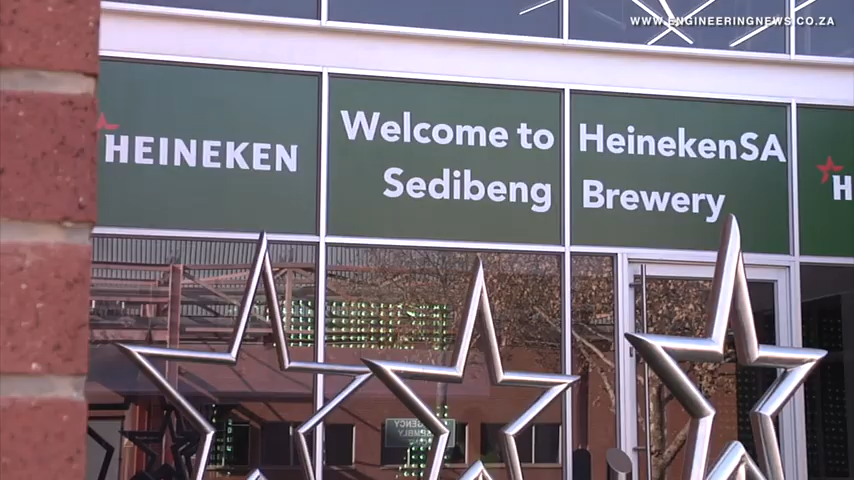 WWW.ENGINEERINGNEWS.CO.ZA
HEINEKEN
Welcome to HeinekenSA
Sedibeng Brewery
H